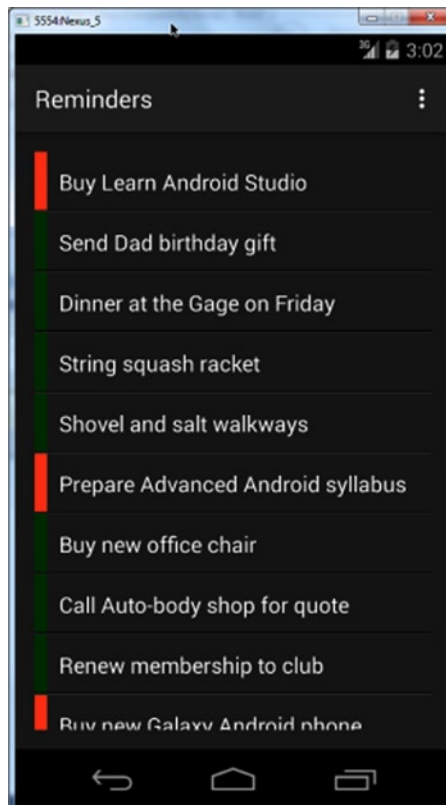 5554:Nexus_5
3G 3:02
Reminders
Buy Learn Android Studio
Send Dad birthday gift
Dinner at the Gage on Friday
String squash racket
Shovel and salt walkways
Prepare Advanced Android syllabus
Buy new office chair
Call Auto-body shop for quote
Renew membership to club
Buy new Galaxy Android phone